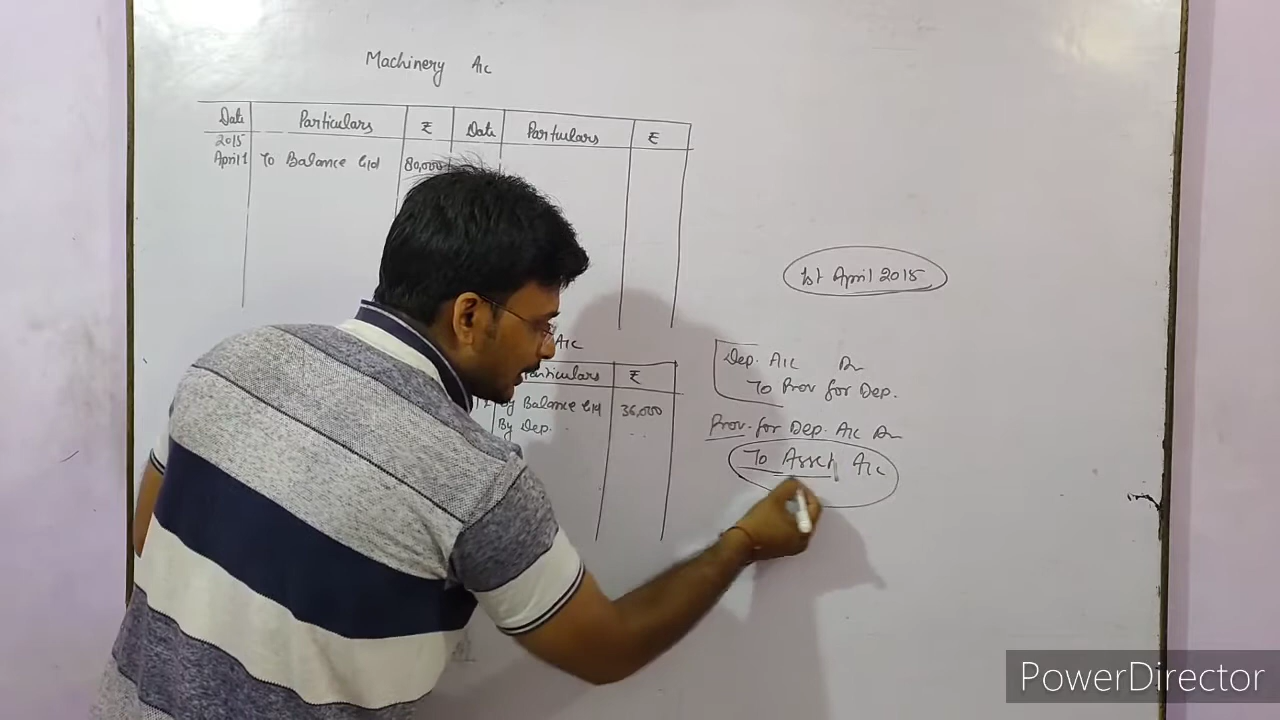 Machinery A/c
Date Particulars ₹ Date Particulars ₹
2015
April 1 To Balance b/d 80,000
1st April 2015
A/c
Particulars ₹
By Balance b/d 36,000
By Dep. ..
Dep. A/c Dr
To Prov for Dep.
Prov. for Dep. A/c Dr
To Asset A/c
PowerDirector